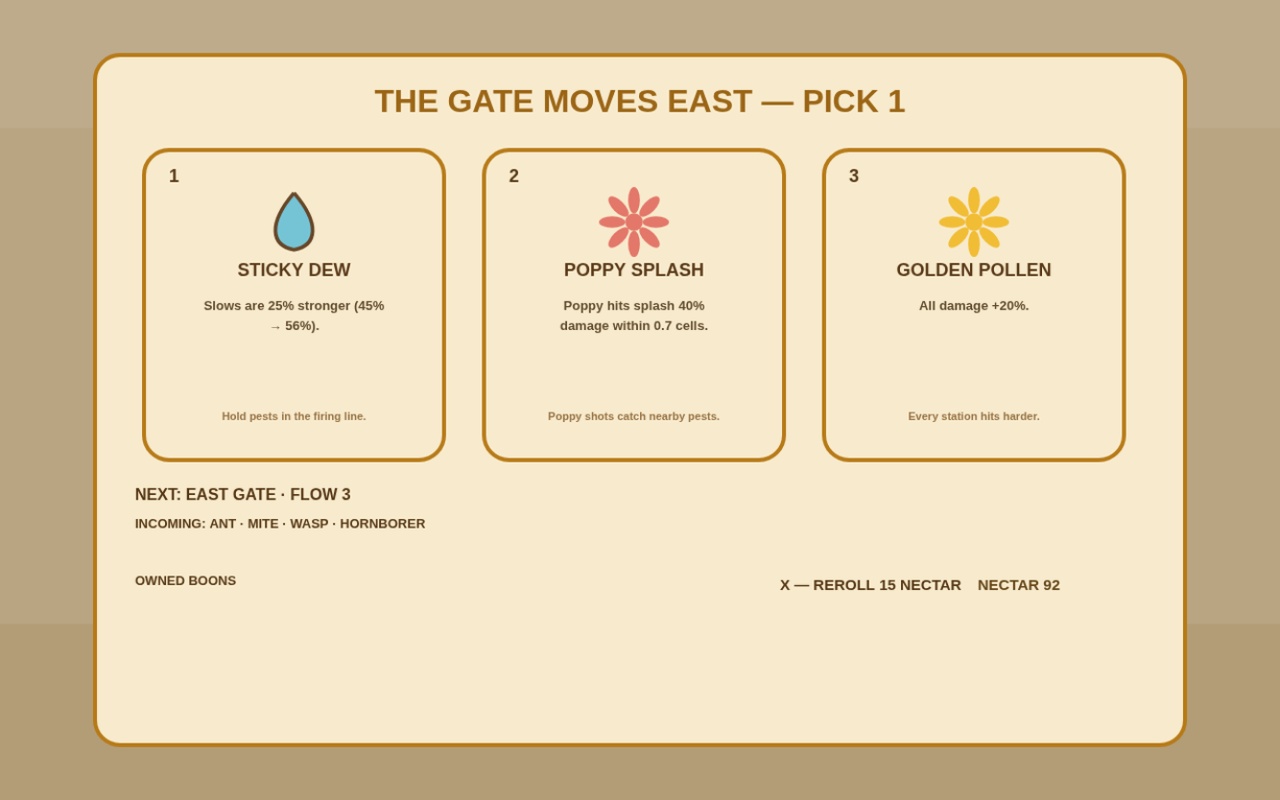 THE GATE MOVES EAST — PICK 1
1
STICKY DEW
Slows are 25% stronger (45%
→ 56%).
Hold pests in the firing line.
2
POPPY SPLASH
Poppy hits splash 40%
damage within 0.7 cells.
Poppy shots catch nearby pests.
3
GOLDEN POLLEN
All damage +20%.
Every station hits harder.
NEXT: EAST GATE · FLOW 3
INCOMING: ANT · MITE · WASP · HORNBORER
OWNED BOONS
X — REROLL 15 NECTAR NECTAR 92